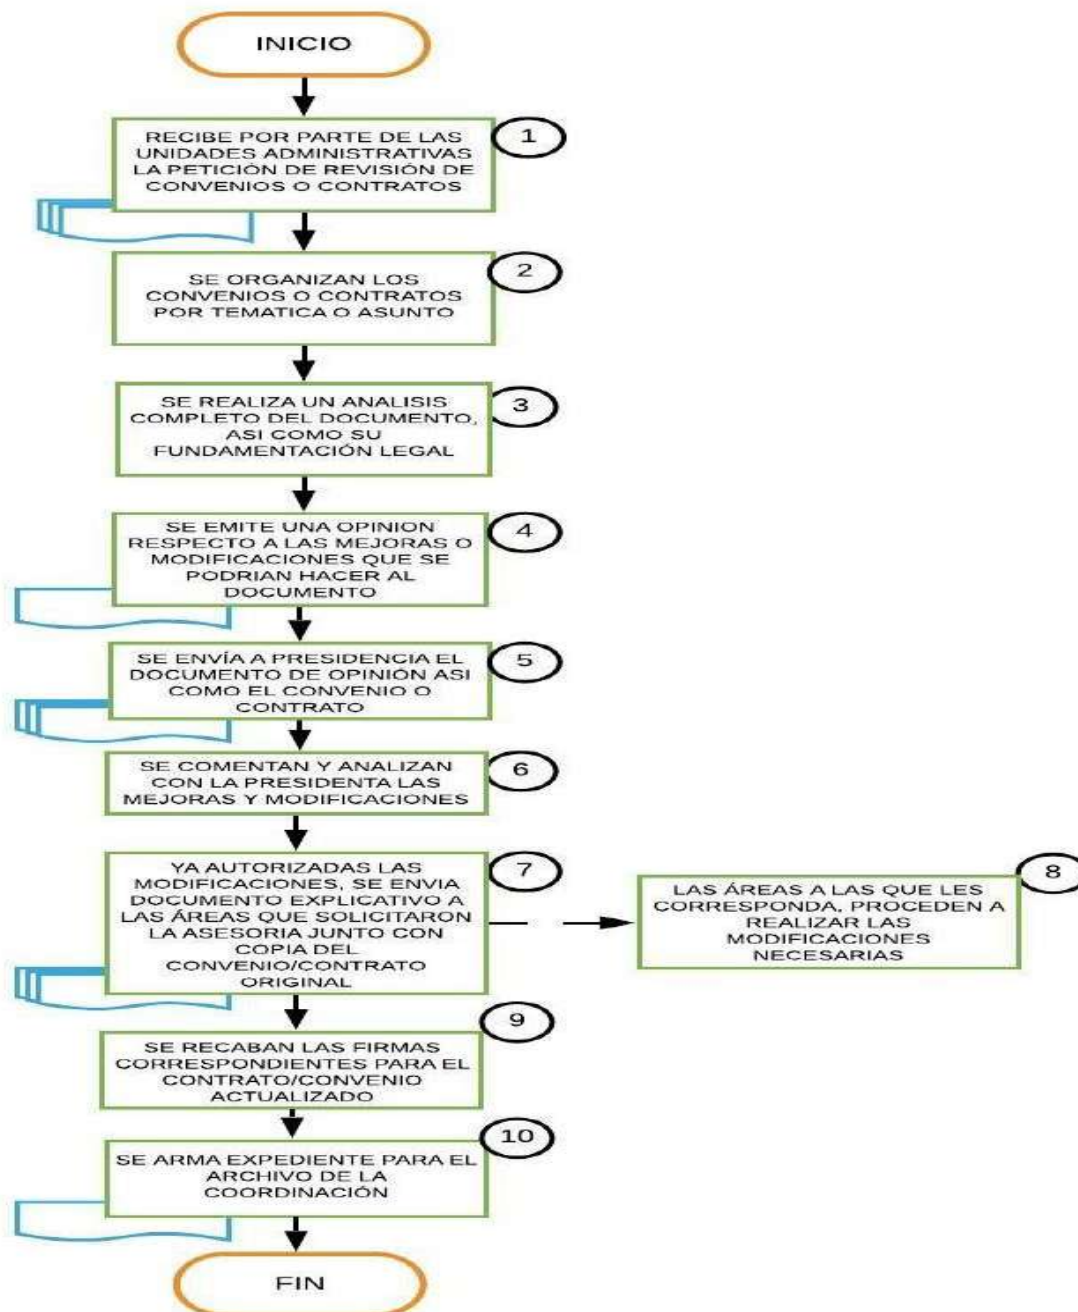 INICIO
1
RECIBE POR PARTE DE LAS
UNIDADES ADMINISTRATIVAS
LA PETICIÓN DE REVISIÓN DE
CONVENIOS O CONTRATOS
2
SE ORGANIZAN LOS
CONVENIOS O CONTRATOS
POR TEMATICA O ASUNTO
3
SE REALIZA UN ANALISIS
COMPLETO DEL DOCUMENTO,
ASI COMO SU
FUNDAMENTACIÓN LEGAL
4
SE EMITE UNA OPINION
RESPECTO A LAS MEJORAS O
MODIFICACIONES QUE SE
PODRIAN HACER AL
DOCUMENTO
5
SE ENVÍA A PRESIDENCIA EL
DOCUMENTO DE OPINIÓN ASI
COMO EL CONVENIO O
CONTRATO
6
SE COMENTAN Y ANALIZAN
CON LA PRESIDENTA LAS
MEJORAS Y MODIFICACIONES
7
YA AUTORIZADAS LAS
MODIFICACIONES, SE ENVIA
DOCUMENTO EXPLICATIVO A
LAS ÁREAS QUE SOLICITARON
LA ASESORIA JUNTO CON
COPIA DEL
CONVENIO/CONTRATO
ORIGINAL
8
LAS ÁREAS A LAS QUE LES
CORRESPONDA, PROCEDEN A
REALIZAR LAS
MODIFICACIONES
NECESARIAS
9
SE RECABAN LAS FIRMAS
CORRESPONDIENTES PARA EL
CONTRATO/CONVENIO
ACTUALIZADO
10
SE ARMA EXPEDIENTE PARA EL
ARCHIVO DE LA
COORDINACIÓN
FIN